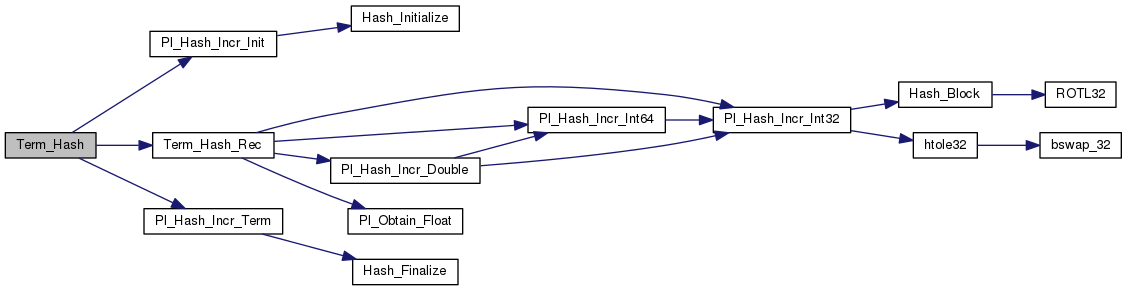 Hash_Initialize
Pl_Hash_Incr_Init
Hash_Block
ROTL32
Pl_Hash_Incr_Int64
Pl_Hash_Incr_Int32
Term_Hash
Term_Hash_Rec
htole32
bswap_32
Pl_Hash_Incr_Double
Pl_Hash_Incr_Term
Pl_Obtain_Float
Hash_Finalize